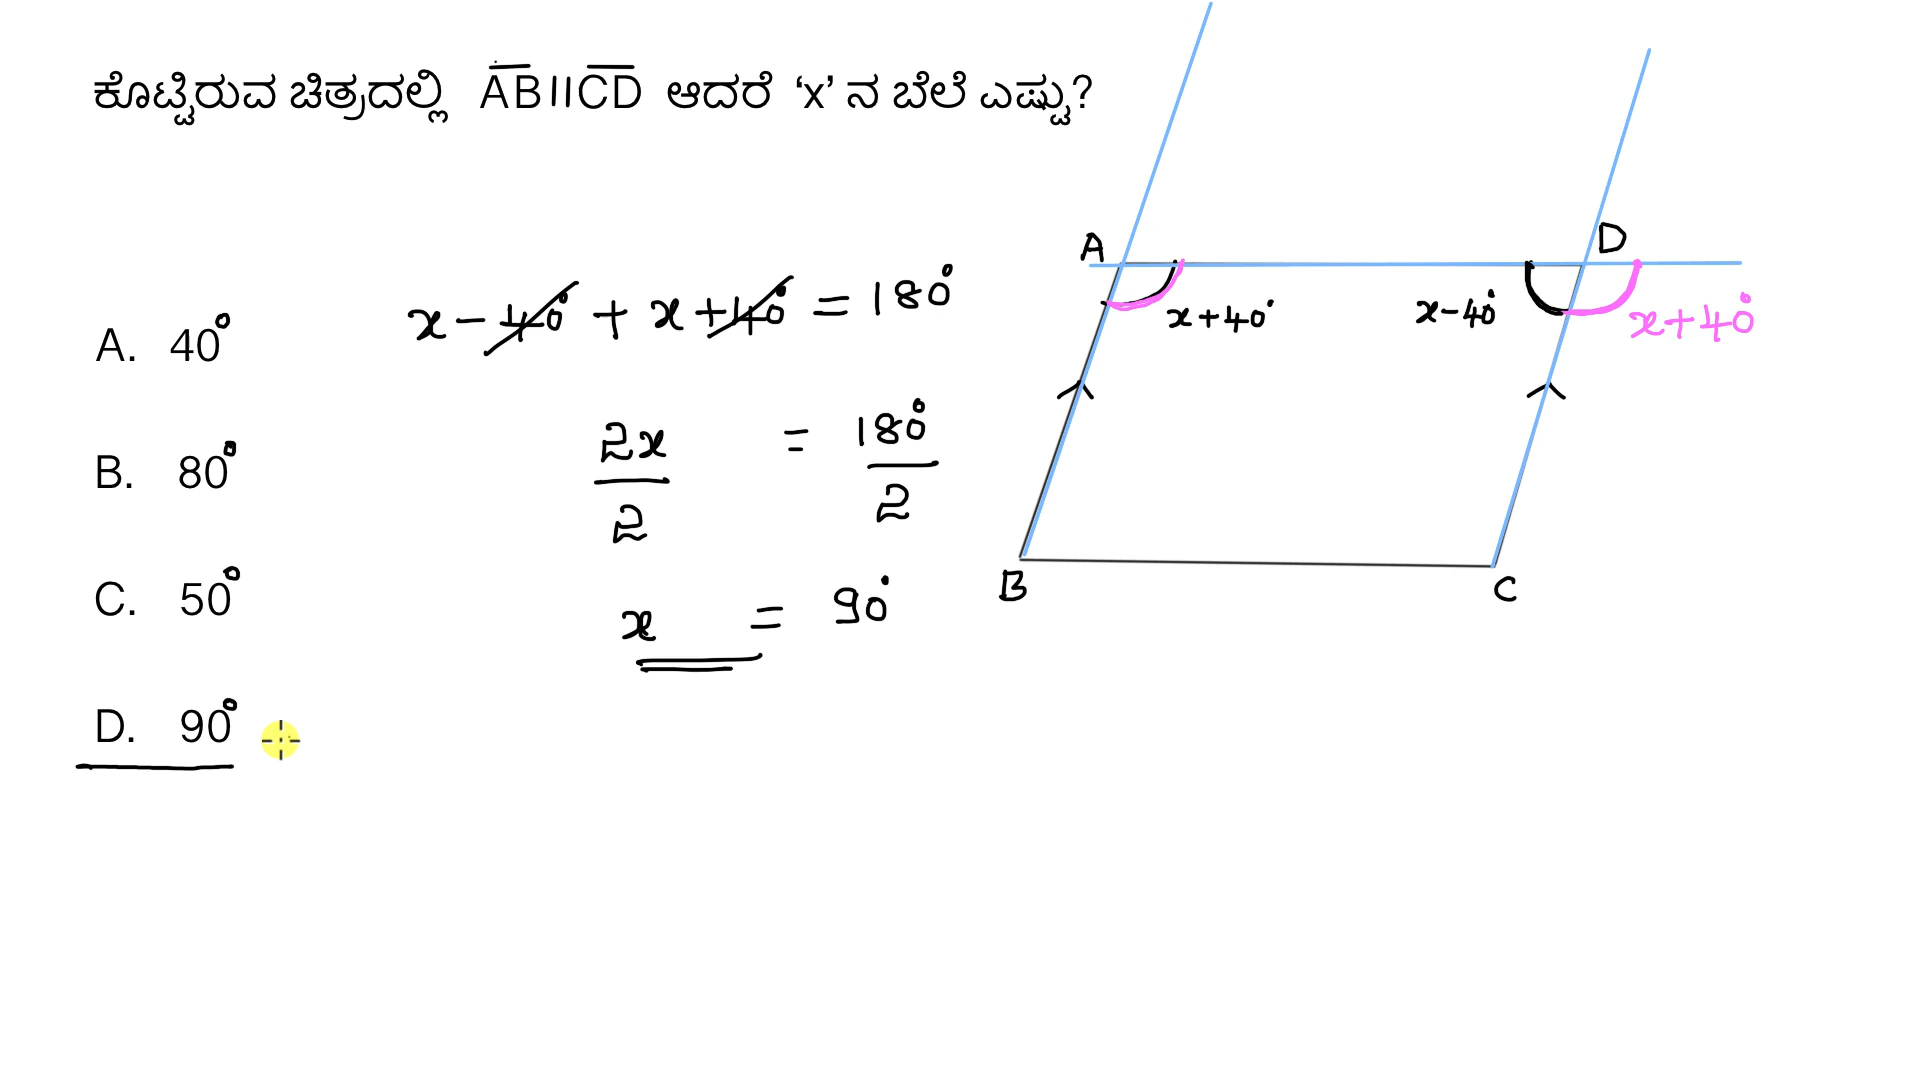 ಕೊಟ್ಟಿರುವ ಚಿತ್ರದಲ್ಲಿ AB||CD ಆದರೆ ‘x’ ನ ಬೆಲೆ ಎಷ್ಟು?
A. 40°
B. 80°
C. 50°
D. 90°
x - 40° + x + 40° = 180°
2x/2 = 180°/2
x = 90°
A
D
x+40°
x-40°
x+40°
B
C